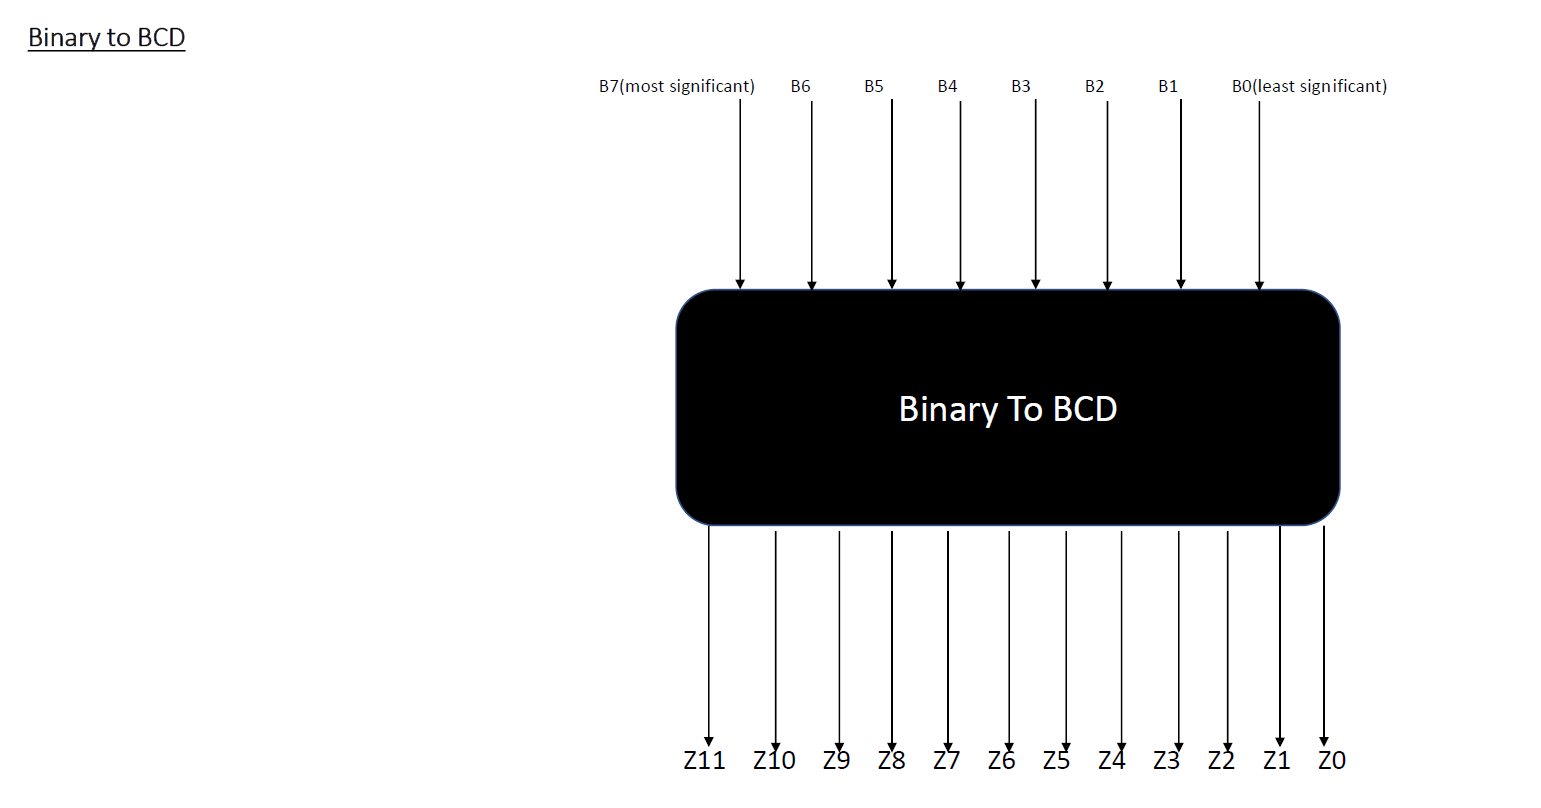 Binary to BCD
B7(most significant) B6 B5 B4 B3 B2 B1 B0(least significant)
Binary To BCD
Z11 Z10 Z9 Z8 Z7 Z6 Z5 Z4 Z3 Z2 Z1 Z0